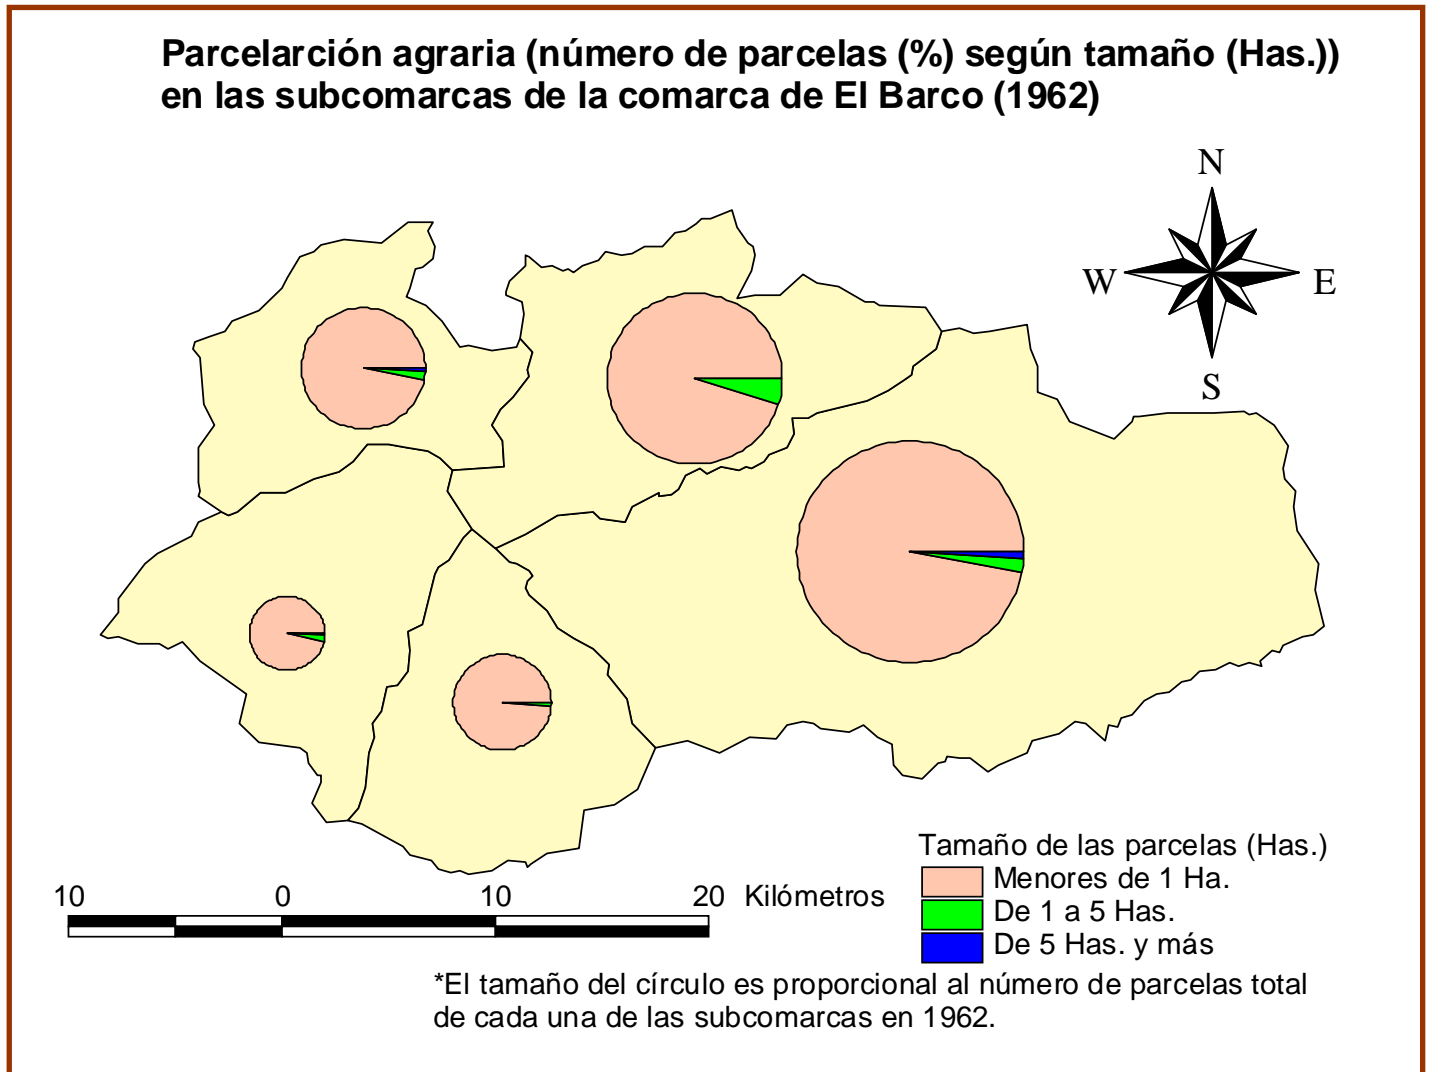 Parcelarción agraria (número de parcelas (%) según tamaño (Has.))
en las subcomarcas de la comarca de El Barco (1962)
N
W
E
S
Tamaño de las parcelas (Has.)
Menores de 1 Ha.
De 1 a 5 Has.
De 5 Has. y más
10 0 10 20 Kilómetros
*El tamaño del círculo es proporcional al número de parcelas total
de cada una de las subcomarcas en 1962.